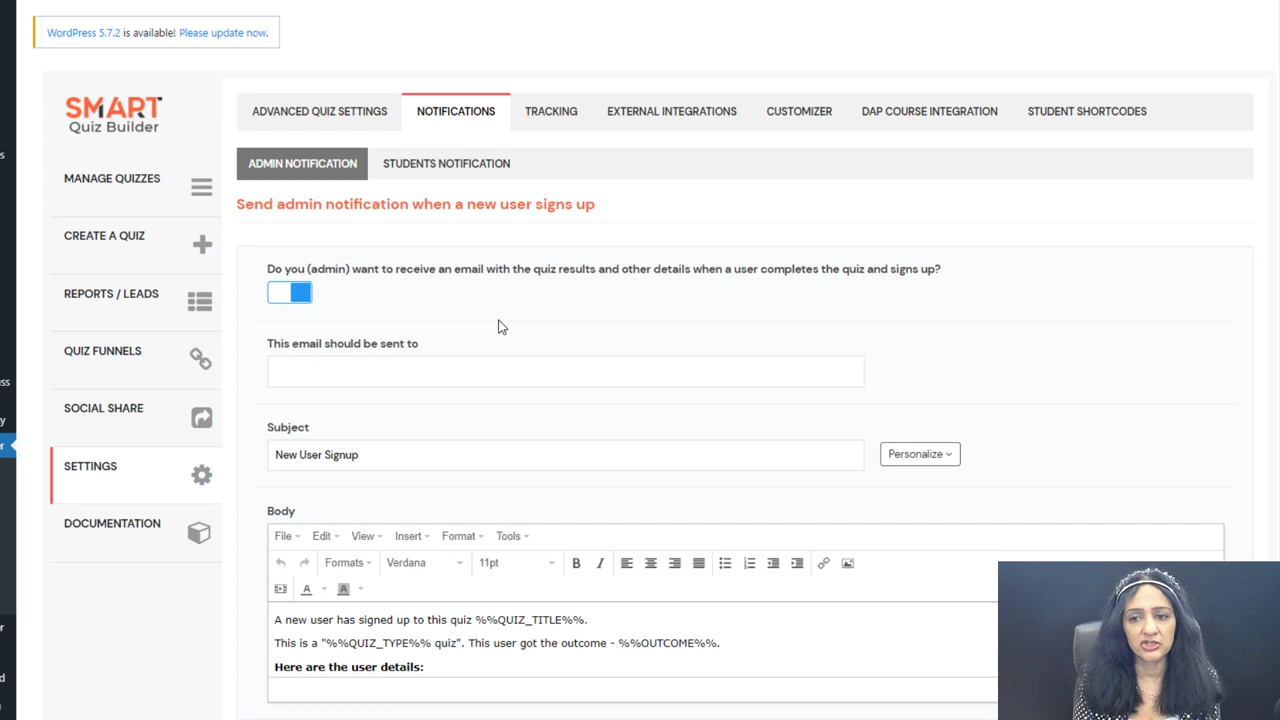 WordPress 5.7.2 is available! Please update now.
SMART
Quiz Builder
MANAGE QUIZZES
CREATE A QUIZ
REPORTS / LEADS
QUIZ FUNNELS
SOCIAL SHARE
SETTINGS
DOCUMENTATION
ADVANCED QUIZ SETTINGS NOTIFICATIONS TRACKING EXTERNAL INTEGRATIONS CUSTOMIZER DAP COURSE INTEGRATION STUDENT SHORTCODES
ADMIN NOTIFICATION STUDENTS NOTIFICATION
Send admin notification when a new user signs up
Do you (admin) want to receive an email with the quiz results and other details when a user completes the quiz and signs up?
This email should be sent to
Subject
New User Signup Personalize
Body
File Edit View Insert Format Tools
Formats Verdana 11pt B I
A A
A new user has signed up to this quiz %%QUIZ_TITLE%%.
This is a "%%QUIZ_TYPE%% quiz". This user got the outcome - %%OUTCOME%%.
Here are the user details: